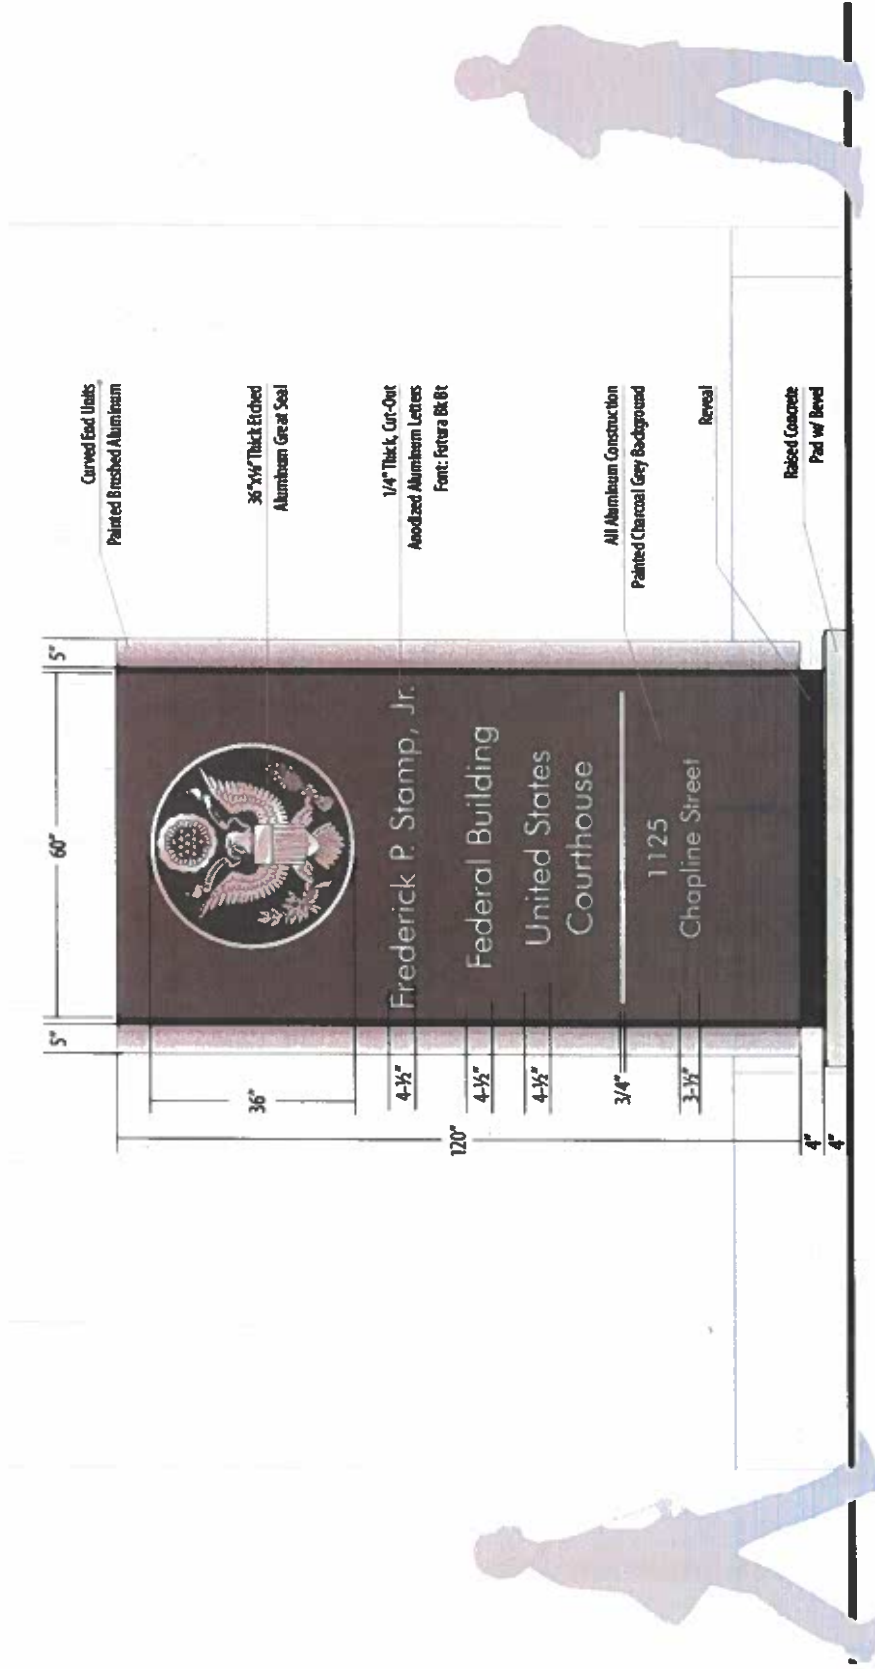 5"
60"
5"
36"
120"
4-½"
4-½"
4-½"
3/4"
3-½"
4"
4"
Frederick P. Stamp, Jr.
Federal Building
United States
Courthouse
1125
Chapline Street
Curved End Units
Painted Brushed Aluminum
Thick Etched
Aluminum Great Seal
1/4" Thick, Cut-Out
Anodized Aluminum Letters
Font: Futura Bk Bt
All Aluminum Construction
Painted Charcoal Grey Background
Reveal
Raised Concrete
Pad w/ Bevel